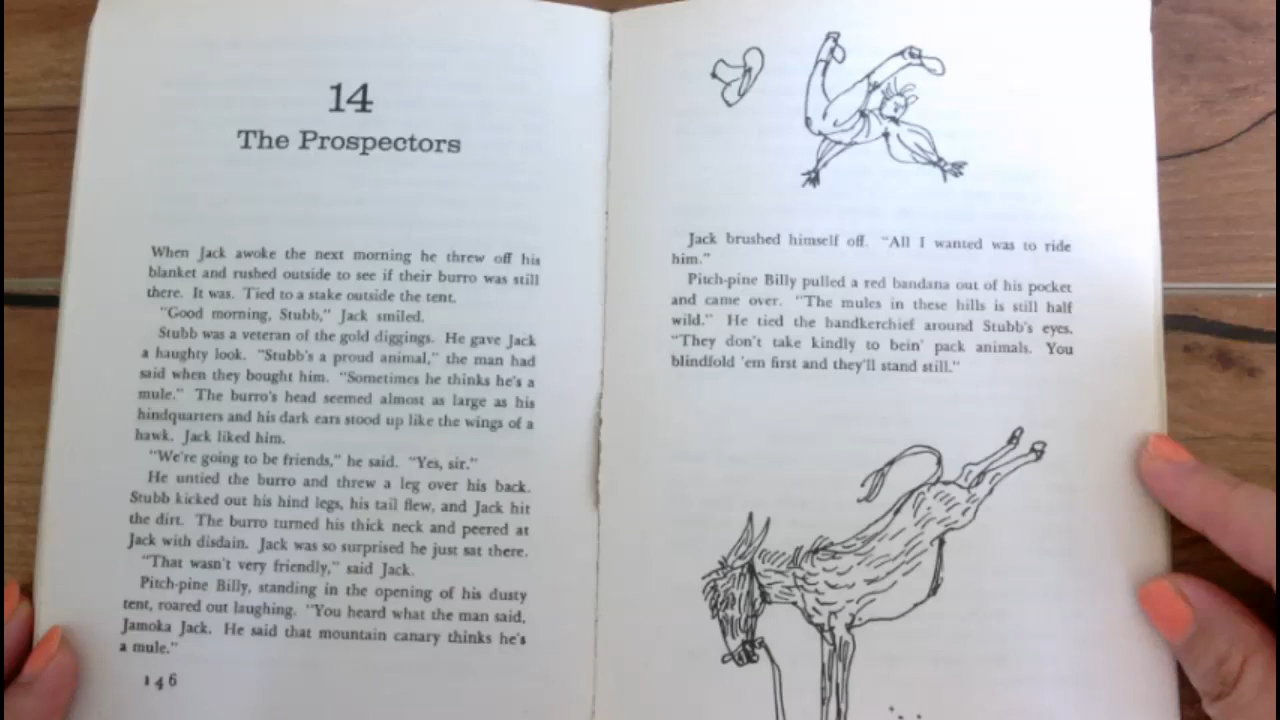 14
The Prospectors
When Jack awoke the next morning he threw off his
blanket and rushed outside to see if their burro was still
there. It was. Tied to a stake outside the tent.
"Good morning, Stubb," Jack smiled.
Stubb was a veteran of the gold diggings. He gave Jack
a haughty look. "Stubb's a proud animal," the man had
said when they bought him. "Sometimes he thinks he's a
mule." The burro's head seemed almost as large as his
hindquarters and his dark ears stood up like the wings of a
hawk. Jack liked him.
"We're going to be friends," he said. "Yes, sir."
He untied the burro and threw a leg over his back.
Stubb kicked out his hind legs, his tail flew, and Jack hit
the dirt. The burro turned his thick neck and peered at
Jack with disdain. Jack was so surprised he just sat there.
"That wasn't very friendly," said Jack.
Pitch-pine Billy, standing in the opening of his dusty
tent, roared out laughing. "You heard what the man said,
Jamoka Jack. He said that mountain canary thinks he's
a mule."
146
Jack brushed himself off. "All I wanted was to ride
him."
Pitch-pine Billy pulled a red bandana out of his pocket
and came over. "The mules in these hills is still half
wild." He tied the handkerchief around Stubb's eyes.
"They don't take kindly to bein' pack animals. You
blindfold 'em first and they'll stand still."